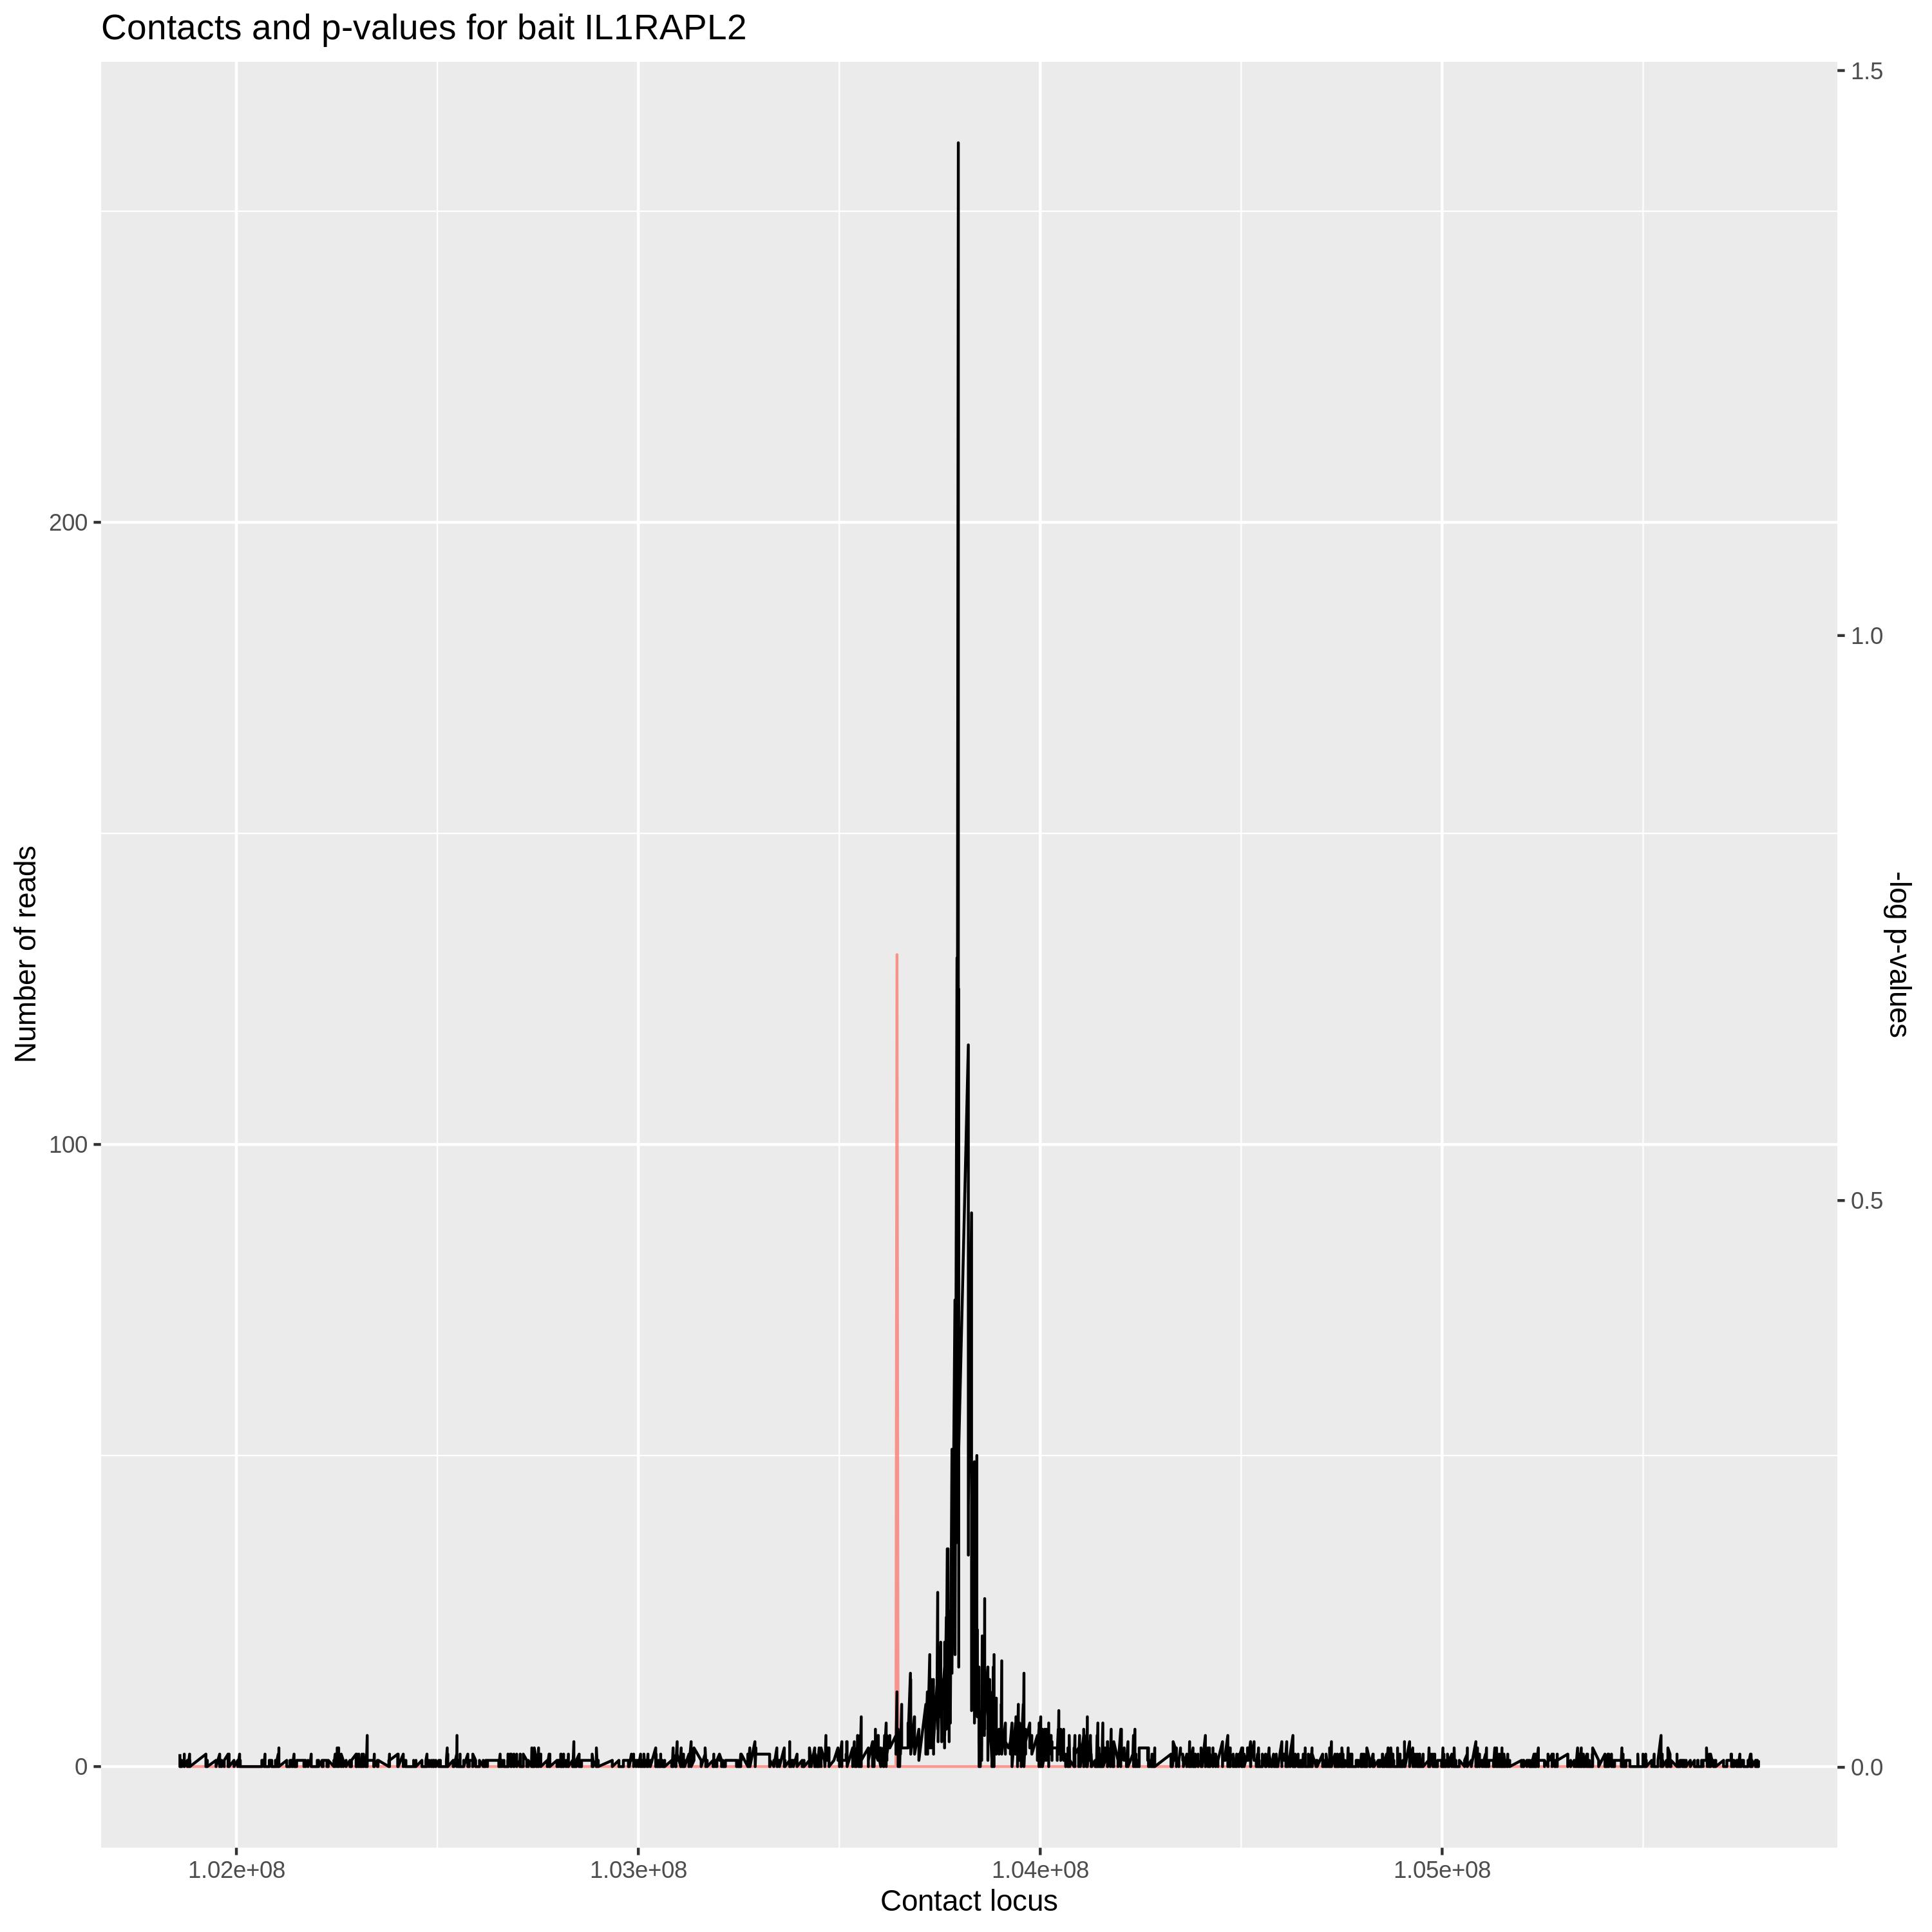 Contacts and p-values for bait IL1RAPL2
Number of reads
200
100
0
1.5
1.0
0.5
0.0
-log p-values
1.02e+08
1.03e+08
1.04e+08
1.05e+08
Contact locus